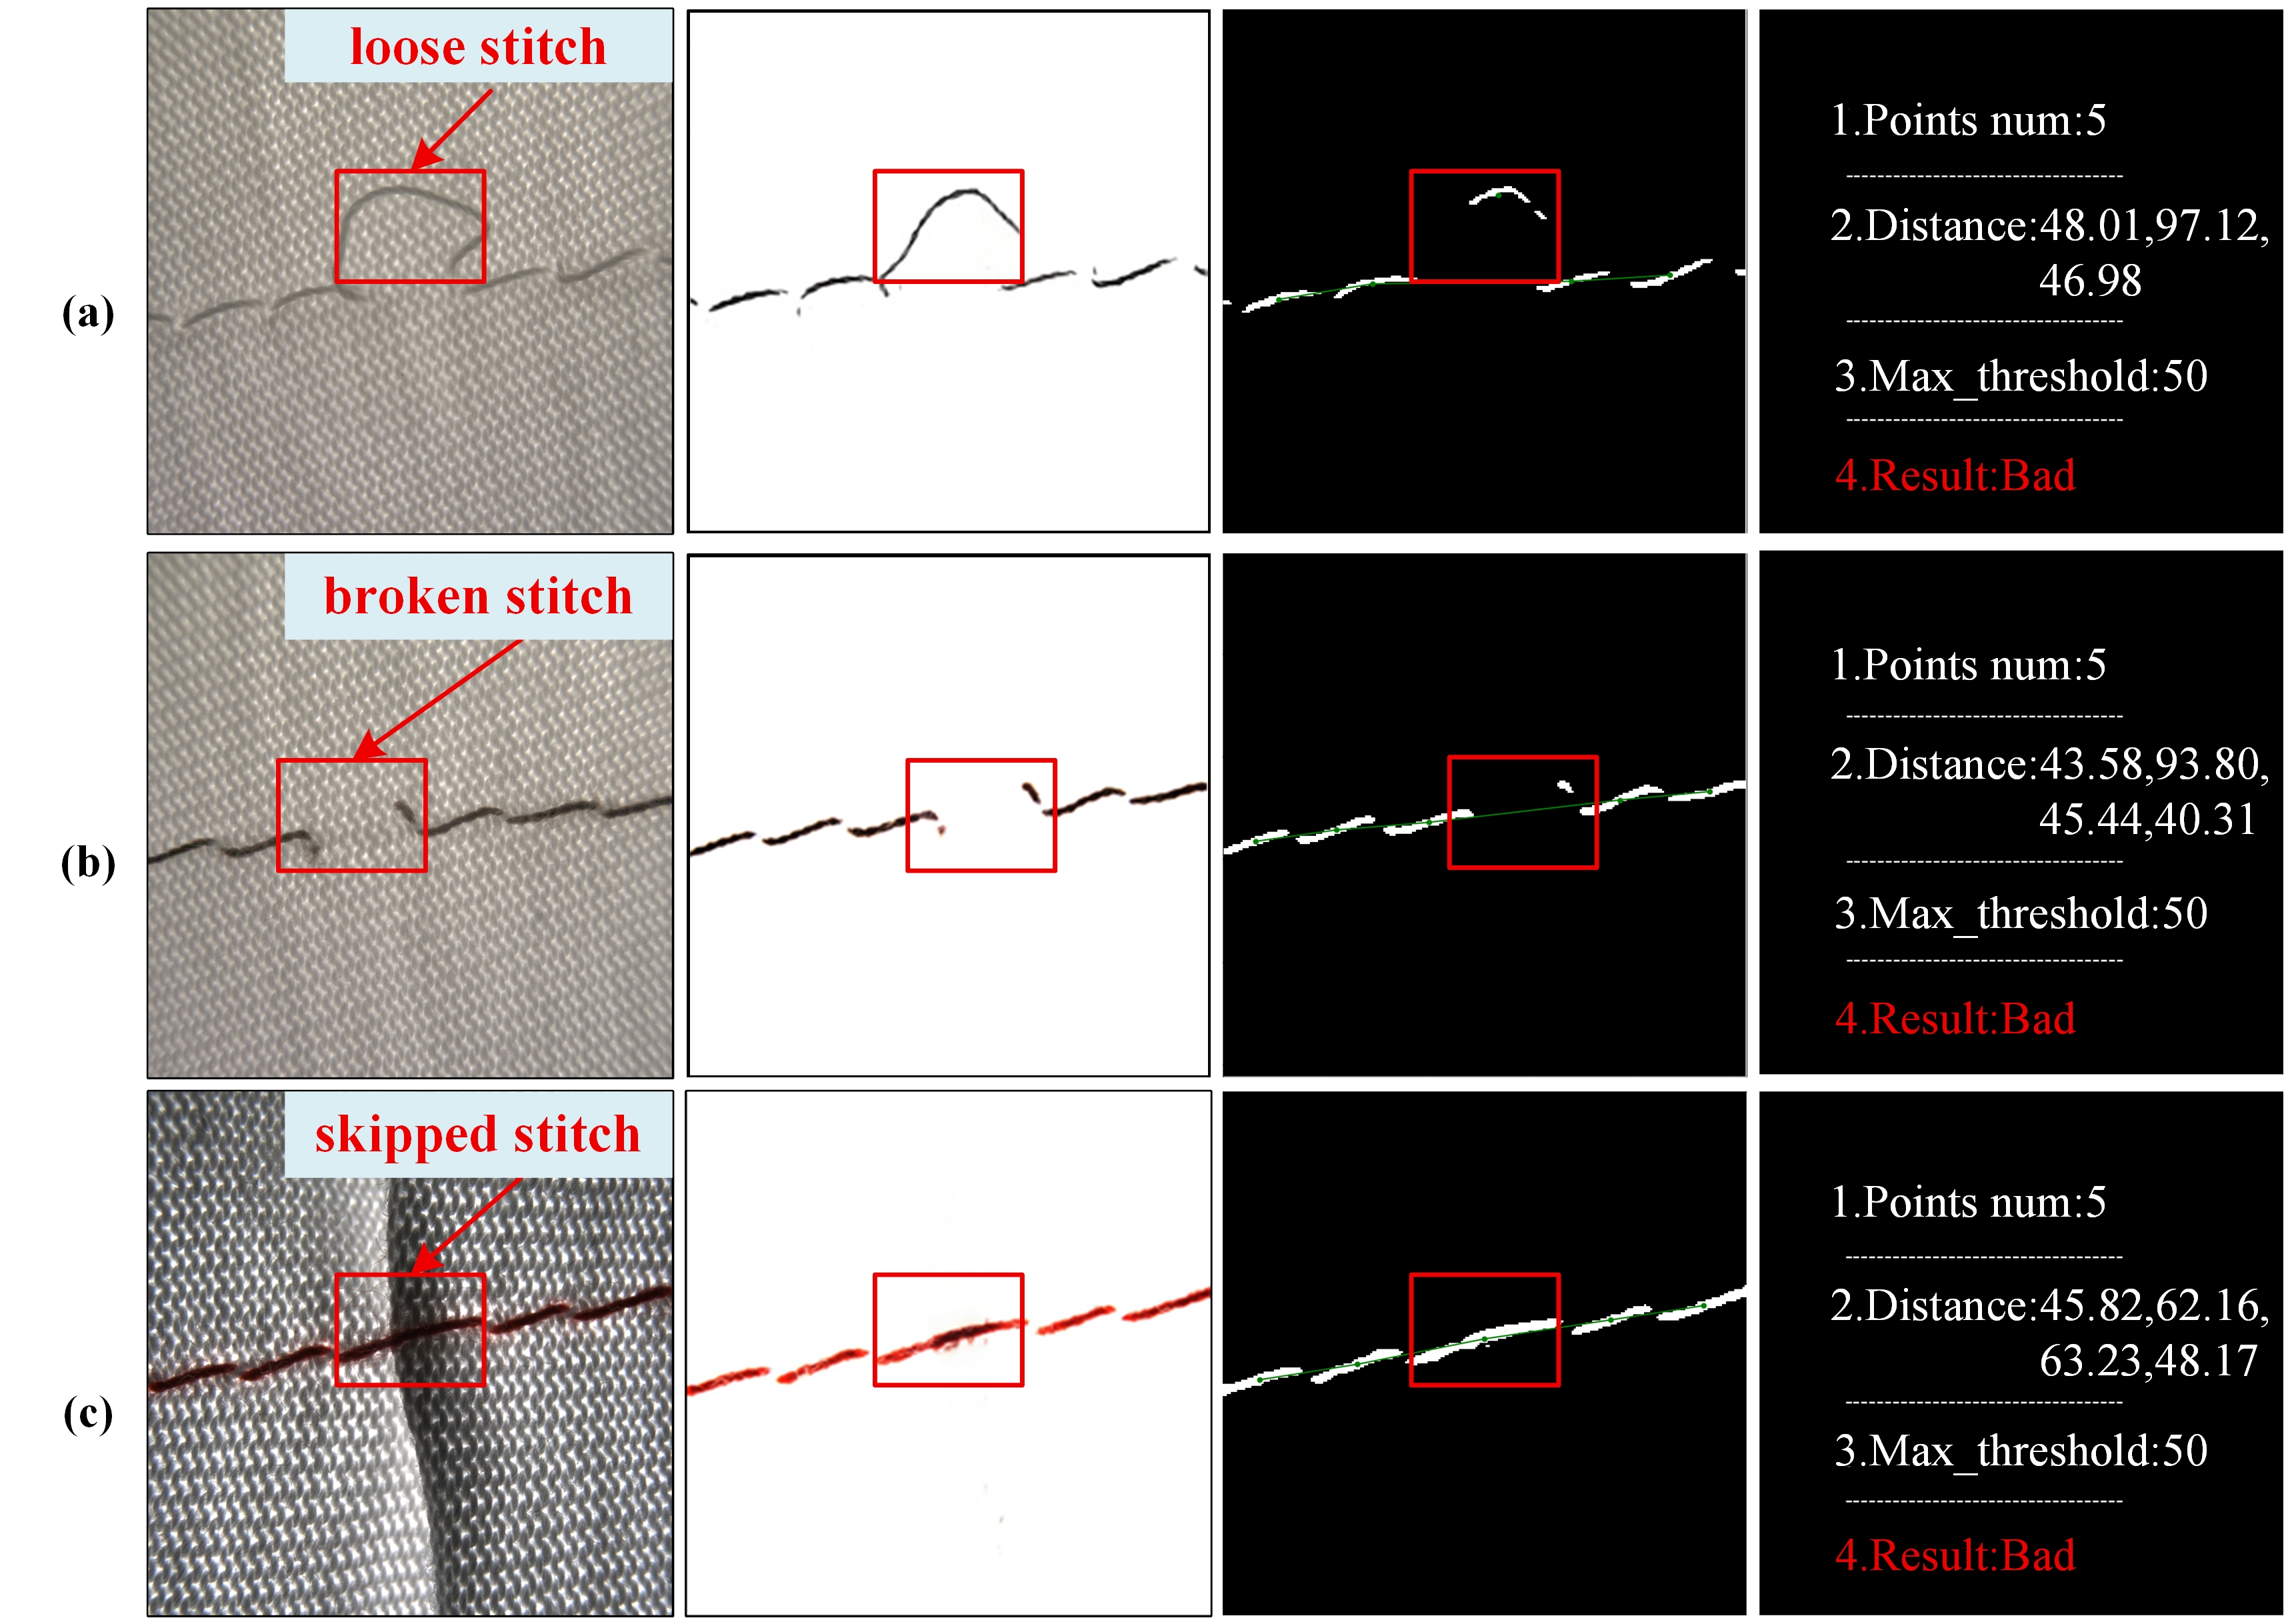 loose stitch
(a)
1.Points num:5
2.Distance:48.01,97.12,
46.98
3.Max_threshold:50
4.Result:Bad
broken stitch
(b)
1.Points num:5
2.Distance:43.58,93.80,
45.44,40.31
3.Max_threshold:50
4.Result:Bad
skipped stitch
(c)
1.Points num:5
2.Distance:45.82,62.16,
63.23,48.17
3.Max_threshold:50
4.Result:Bad